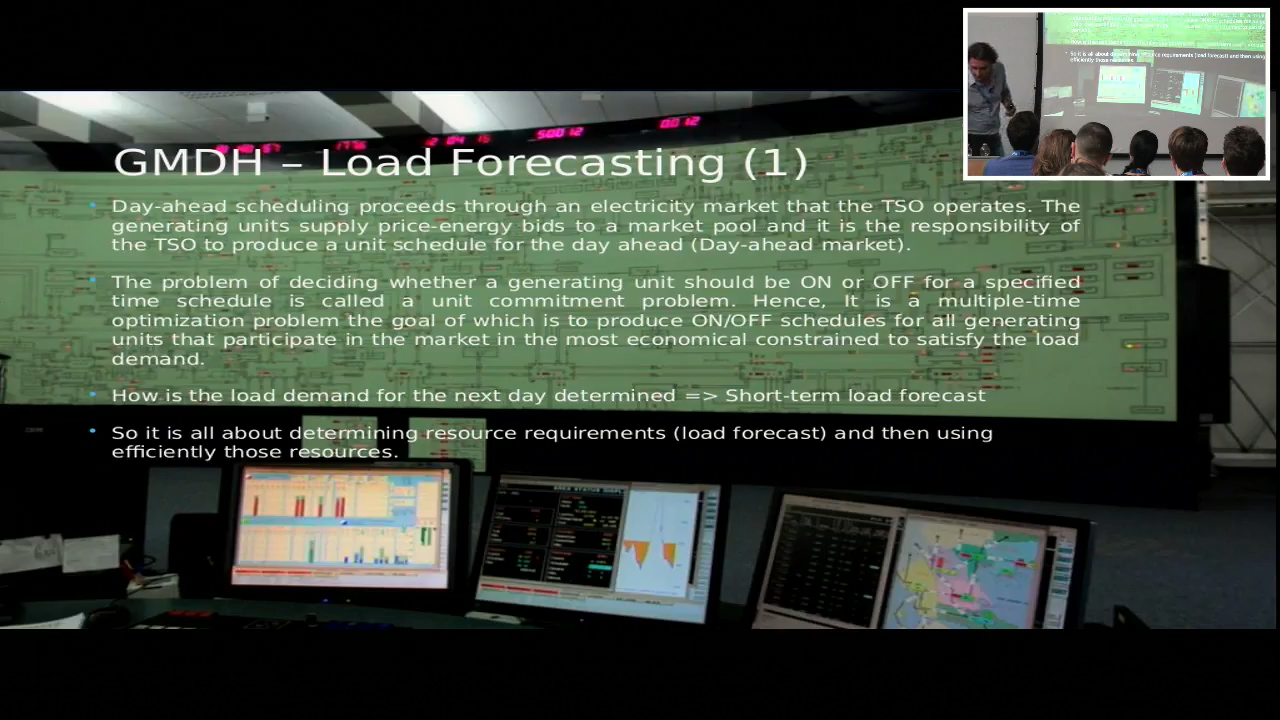 GMDH – Load Forecasting (1)
Day-ahead scheduling proceeds through an electricity market that the TSO operates. The
generating units supply price-energy bids to a market pool and it is the responsibility of
the TSO to produce a unit schedule for the day ahead (Day-ahead market).
The problem of deciding whether a generating unit should be ON or OFF for a specified
time schedule is called a unit commitment problem. Hence, It is a multiple-time
optimization problem the goal of which is to produce ON/OFF schedules for all generating
units that participate in the market in the most economical constrained to satisfy the load
demand.
How is the load demand for the next day determined => Short-term load forecast
So it is all about determining resource requirements (load forecast) and then using
efficiently those resources.